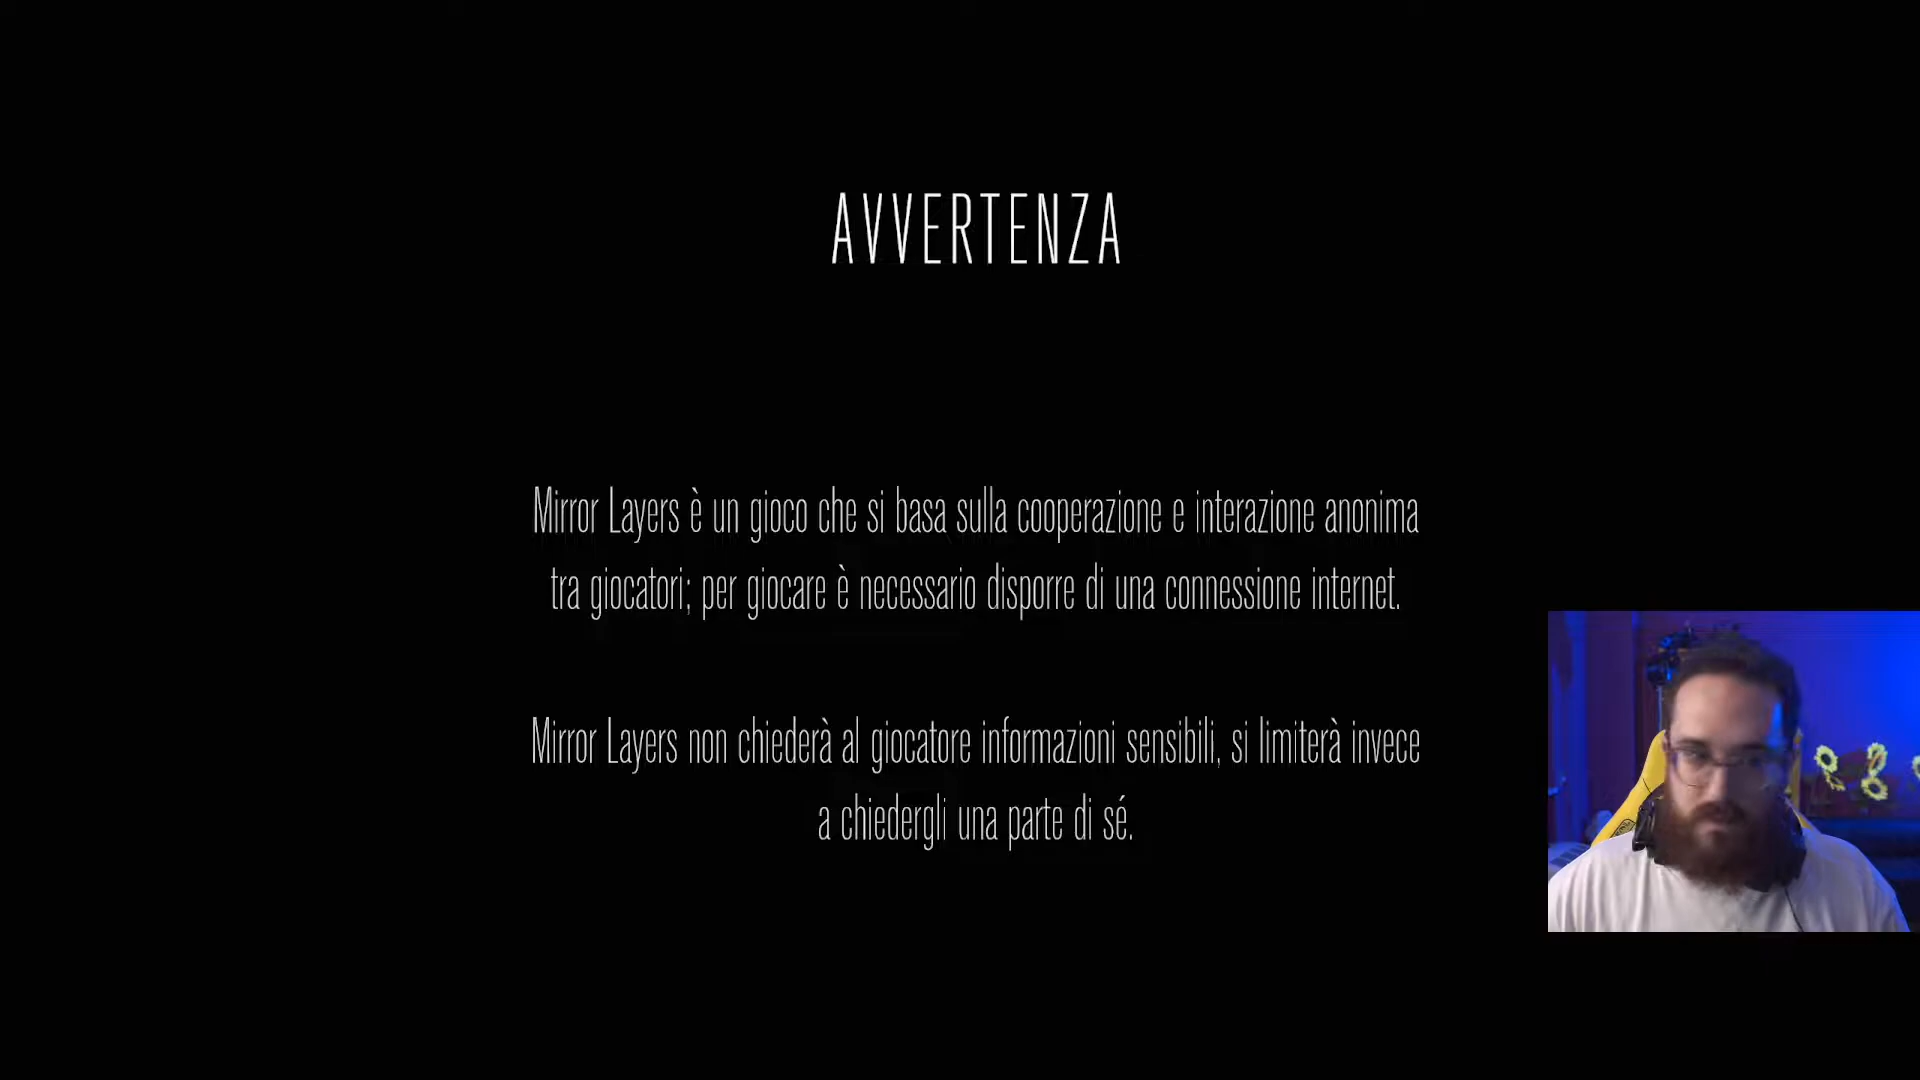 AVVERTENZA
Mirror Layers è un gioco che si basa sulla cooperazione e interazione anonima
tra giocatori; per giocare è necessario disporre di una connessione internet.
Mirror Layers non chiederà al giocatore informazioni sensibili, si limiterà invece
a chiedergli una parte di sé.